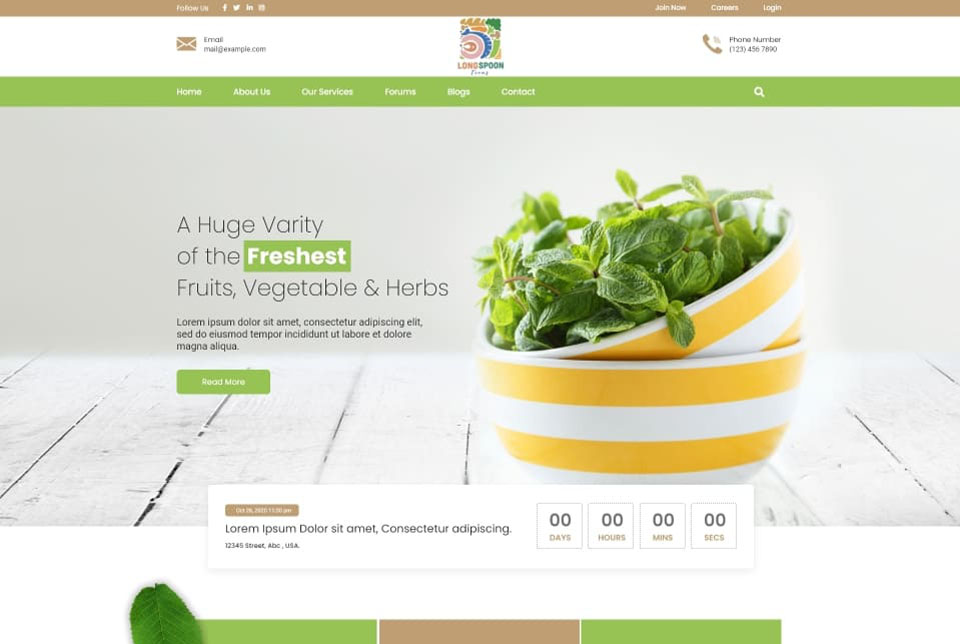 Follow Us
Join Now Careers Login
Email
mail@example.com
LONGSPOON
Farms
Phone Number
(123) 456 7890
Home About Us Our Services Forums Blogs Contact
A Huge Varity
of the Freshest
Fruits, Vegetable & Herbs
Lorem ipsum dolor sit amet, consectetur adipiscing elit,
sed do eiusmod tempor incididunt ut labore et dolore
magna aliqua.
Read More
Oct 26, 2020 11:30 pm
Lorem Ipsum Dolor sit amet, Consectetur adipiscing.
12345 Street, Abc , USA.
00 00 00 00
DAYS HOURS MINS SECS